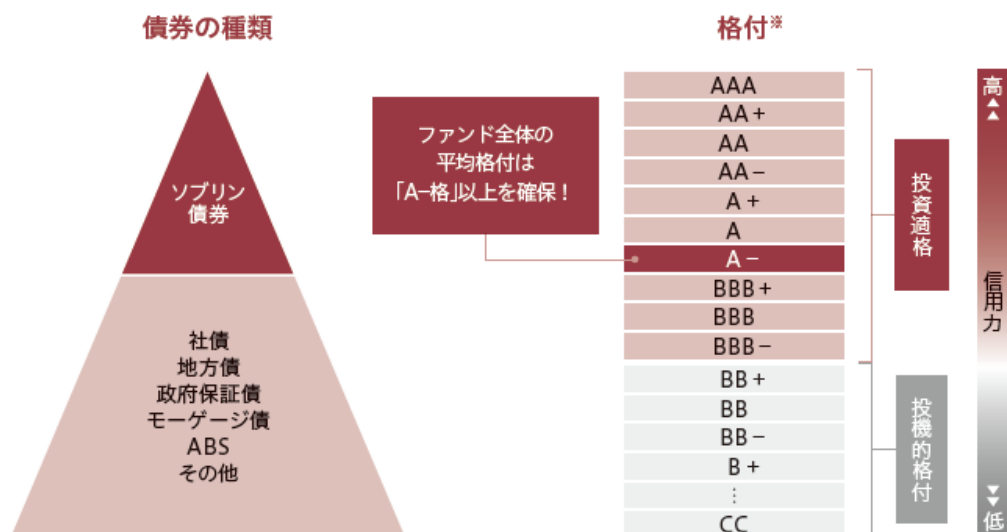 債券の種類
ソブリン
債券
社債
地方債
政府保証債
モーゲージ債
ABS
その他
ファンド全体の
平均格付は
「A−格」以上を確保！
格付※
AAA
AA+
AA
AA−
A+
A
A−
BBB+
BBB
BBB−
BB+
BB
BB−
B+
⋮
CC
投資適格
投機的格付
高
信用力
低